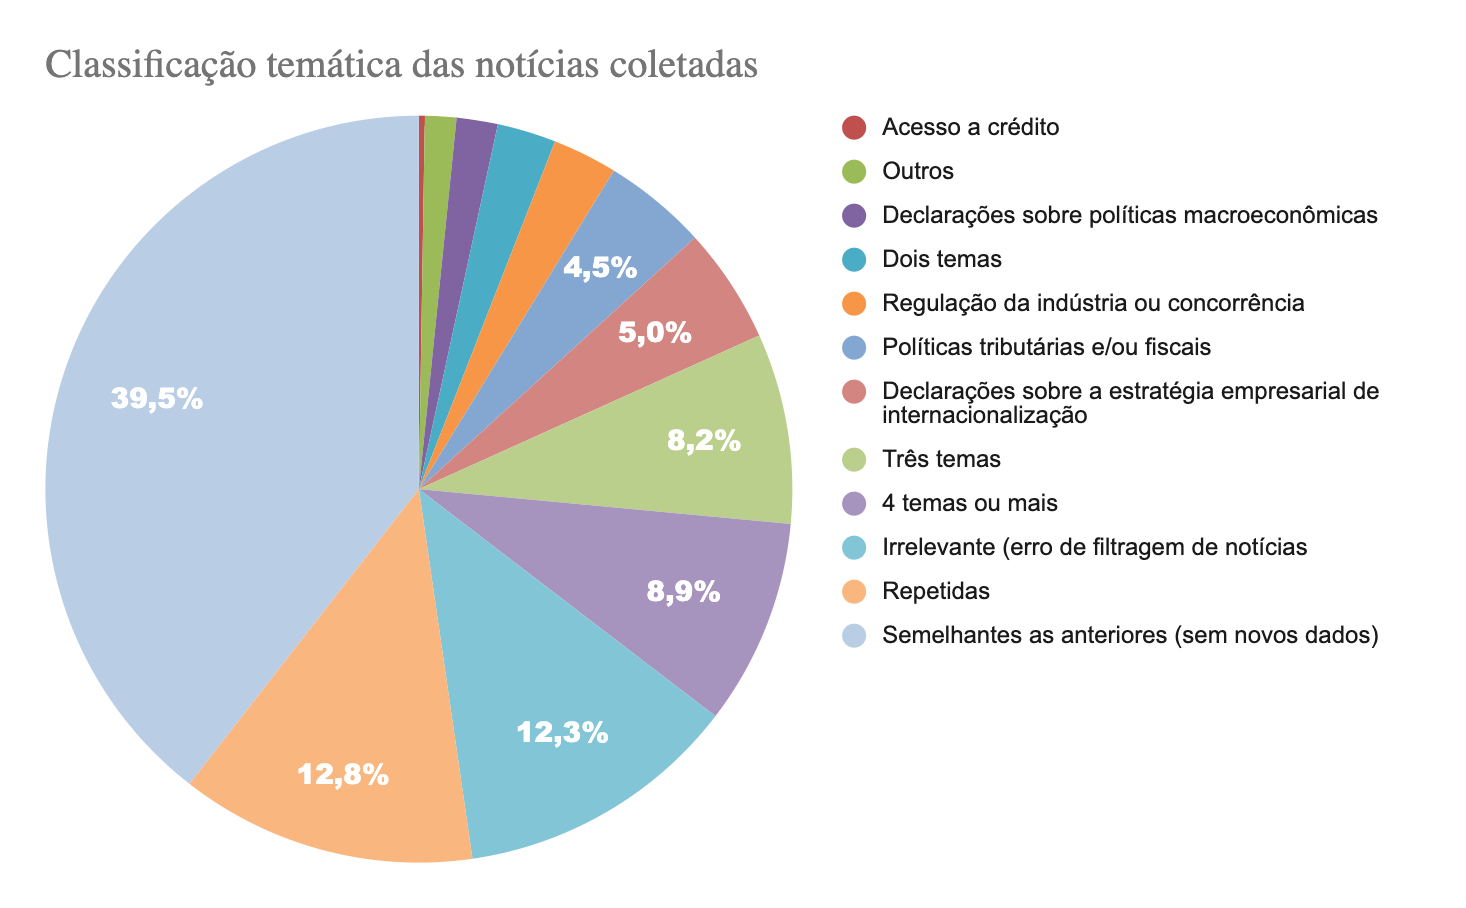 Classificação temática das notícias coletadas
Acesso a crédito
Outros
Declarações sobre políticas macroeconômicas
Dois temas
Regulação da indústria ou concorrência
Políticas tributárias e/ou fiscais
Declarações sobre a estratégia empresarial de
internacionalização
Três temas
4 temas ou mais
Irrelevante (erro de filtragem de notícias
Repetidas
Semelhantes as anteriores (sem novos dados)
4,5%
5,0%
8,2%
8,9%
12,3%
12,8%
39,5%